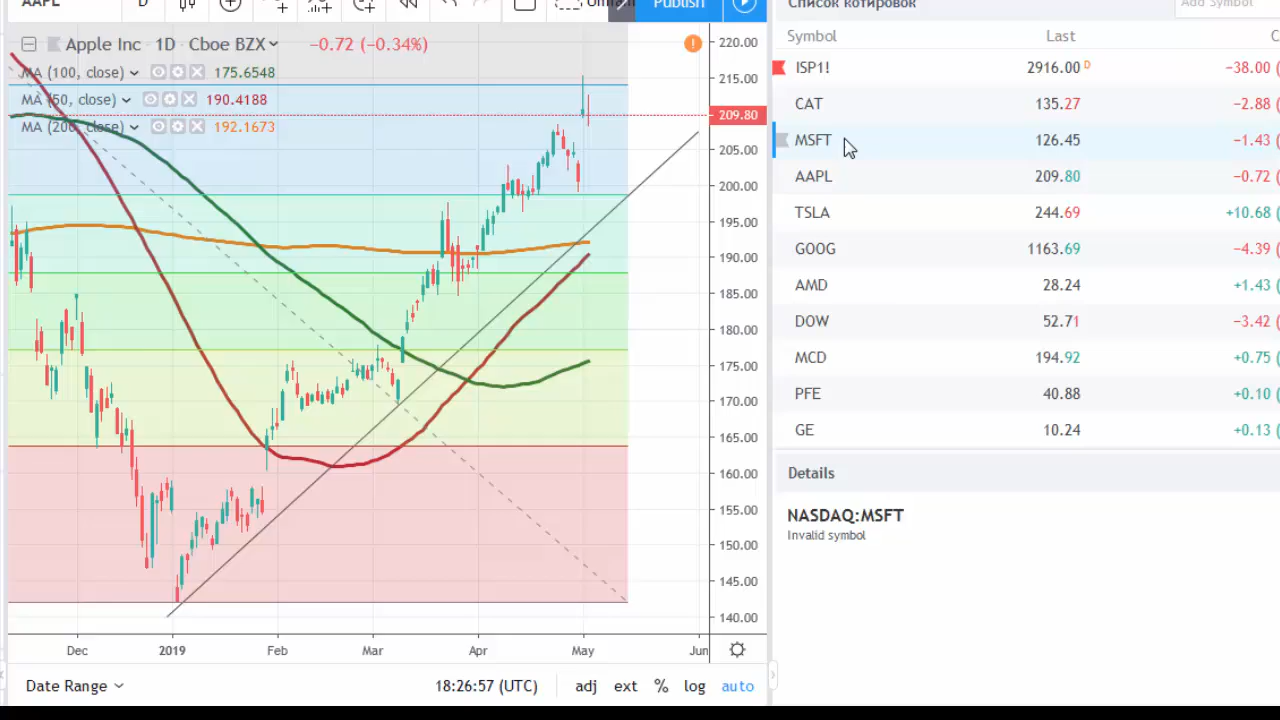 AAPL D Publish
Список котировок Add Symbol
Apple Inc · 1D · Cboe BZX −0.72 (−0.34%)
MA (100, close) 175.6548
MA (50, close) 190.4188
MA (200, close) 192.1673
220.00
215.00
209.80
205.00
200.00
195.00
190.00
185.00
180.00
175.00
170.00
165.00
160.00
155.00
150.00
145.00
140.00
Dec 2019 Feb Mar Apr May Jun
Date Range 18:26:57 (UTC) adj ext % log auto
Symbol Last C
ISP1! 2916.00 D −38.00 (
CAT 135.27 −2.88 (
MSFT 126.45 −1.43 (
AAPL 209.80 −0.72 (
TSLA 244.69 +10.68 (
GOOG 1163.69 −4.39 (
AMD 28.24 +1.43 (
DOW 52.71 −3.42 (
MCD 194.92 +0.75 (
PFE 40.88 +0.10 (
GE 10.24 +0.13 (
Details
NASDAQ:MSFT
Invalid symbol